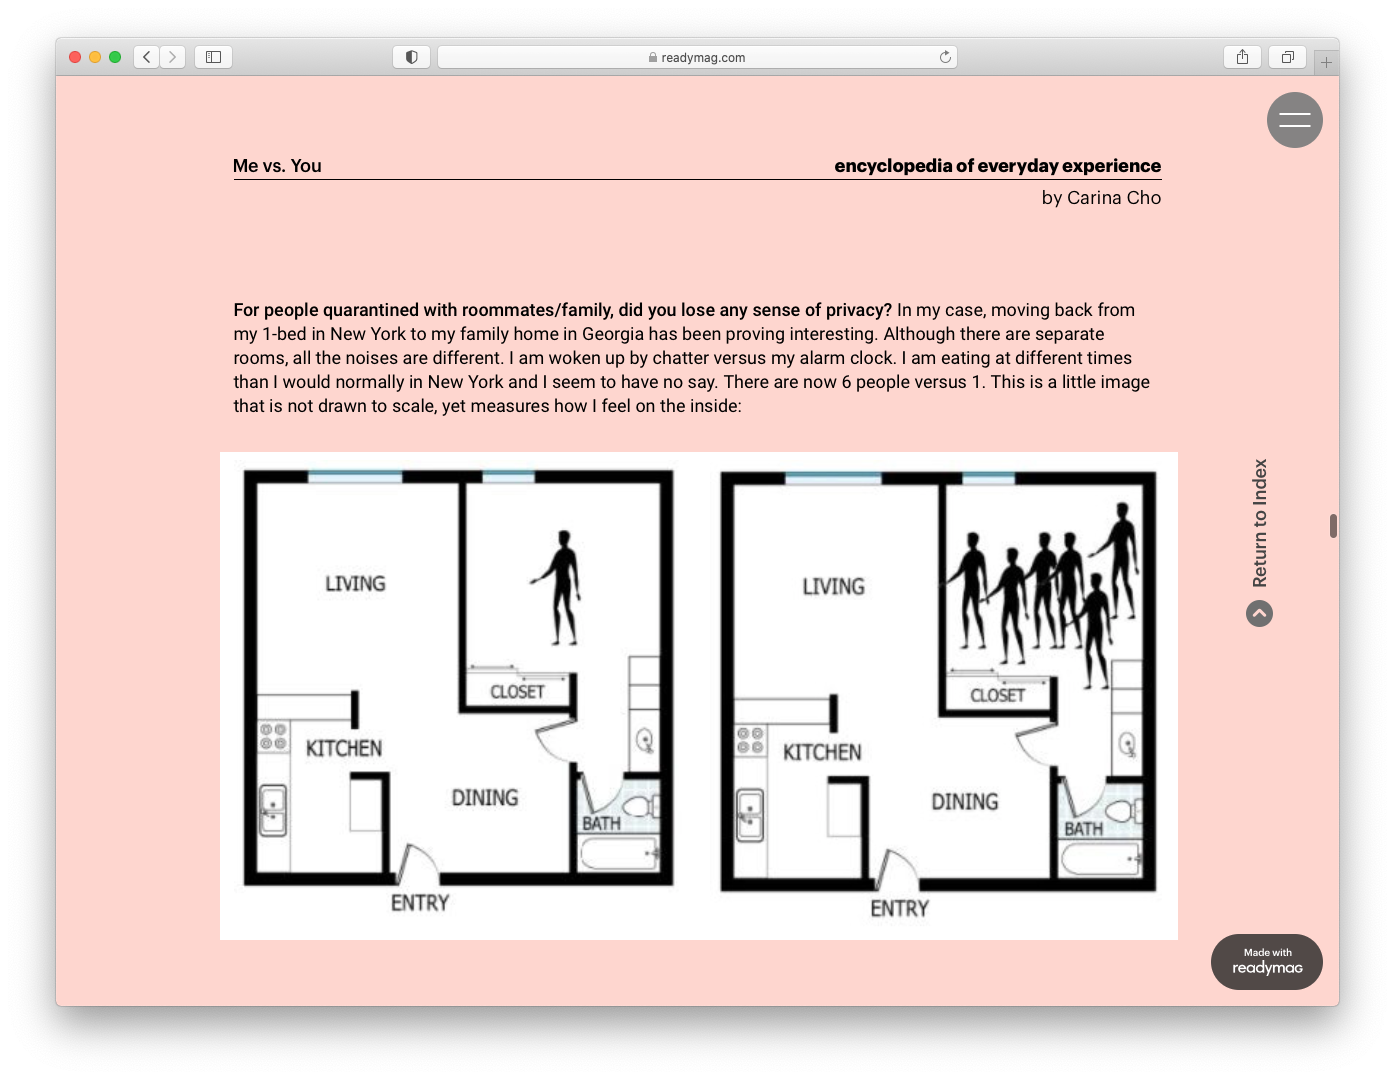 readymag.com
Me vs. You
encyclopedia of everyday experience
by Carina Cho
For people quarantined with roommates/family, did you lose any sense of privacy? In my case, moving back from
my 1-bed in New York to my family home in Georgia has been proving interesting. Although there are separate
rooms, all the noises are different. I am woken up by chatter versus my alarm clock. I am eating at different times
than I would normally in New York and I seem to have no say. There are now 6 people versus 1. This is a little image
that is not drawn to scale, yet measures how I feel on the inside:
LIVING
CLOSET
KITCHEN
DINING
BATH
ENTRY
LIVING
CLOSET
KITCHEN
DINING
BATH
ENTRY
Return to Index
Made with
readymag